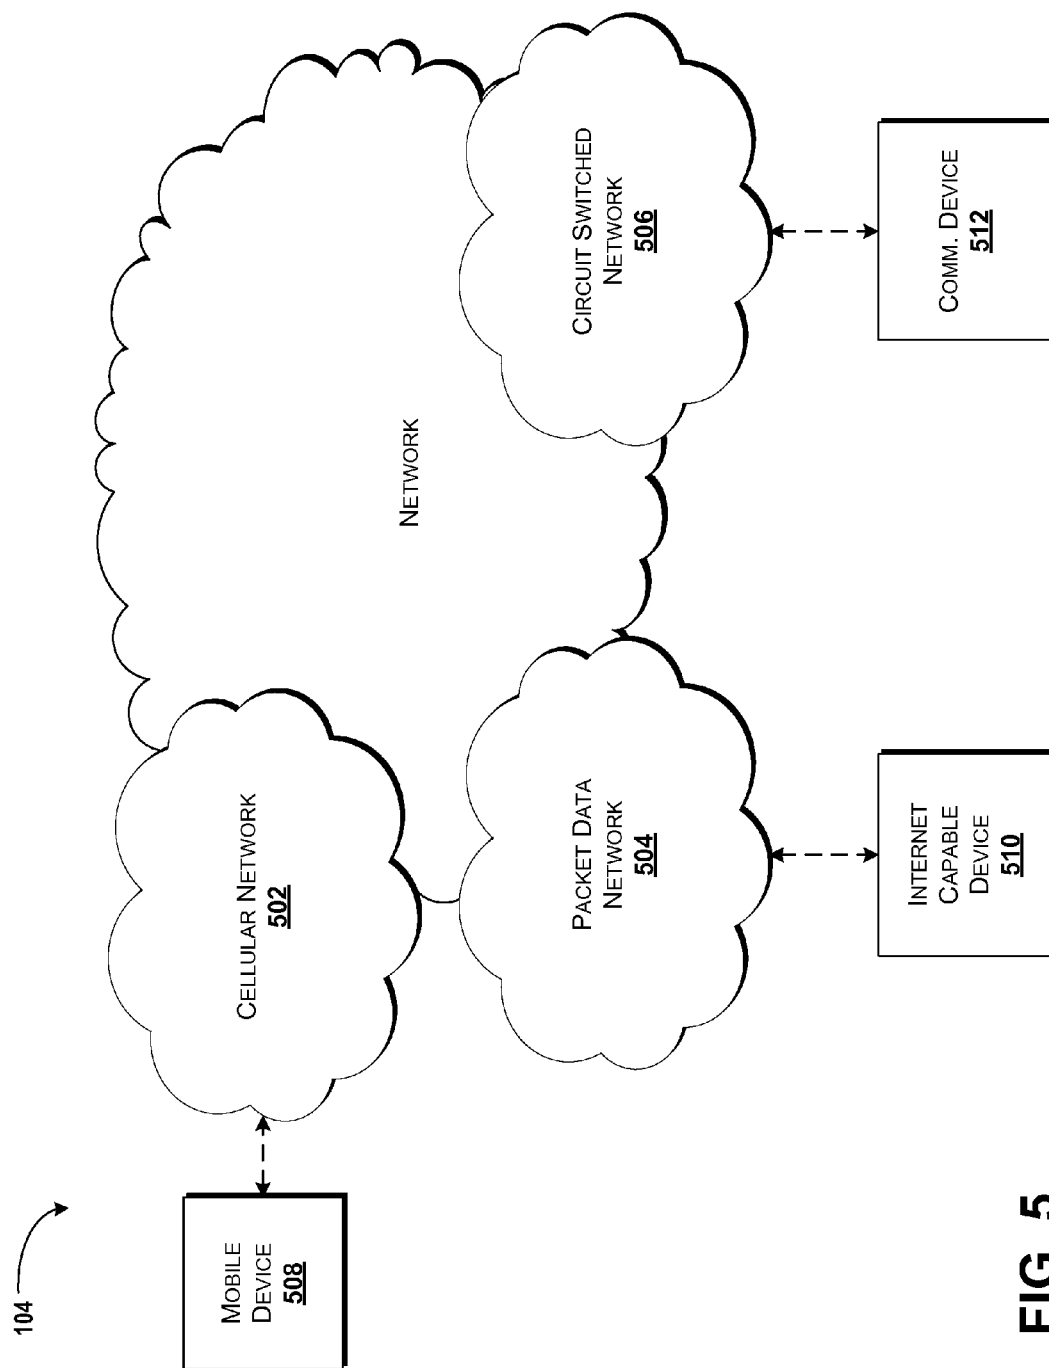 104
MOBILE
DEVICE
508
CELLULAR NETWORK
502
NETWORK
PACKET DATA
NETWORK
504
CIRCUIT SWITCHED
NETWORK
506
INTERNET
CAPABLE
DEVICE
510
COMM. DEVICE
512
FIG. 5